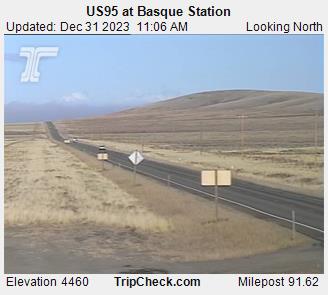 US95 at Basque Station
Updated: Dec 31 2023 11:06 AM Looking North
Elevation 4460 TripCheck.com Milepost 91.62